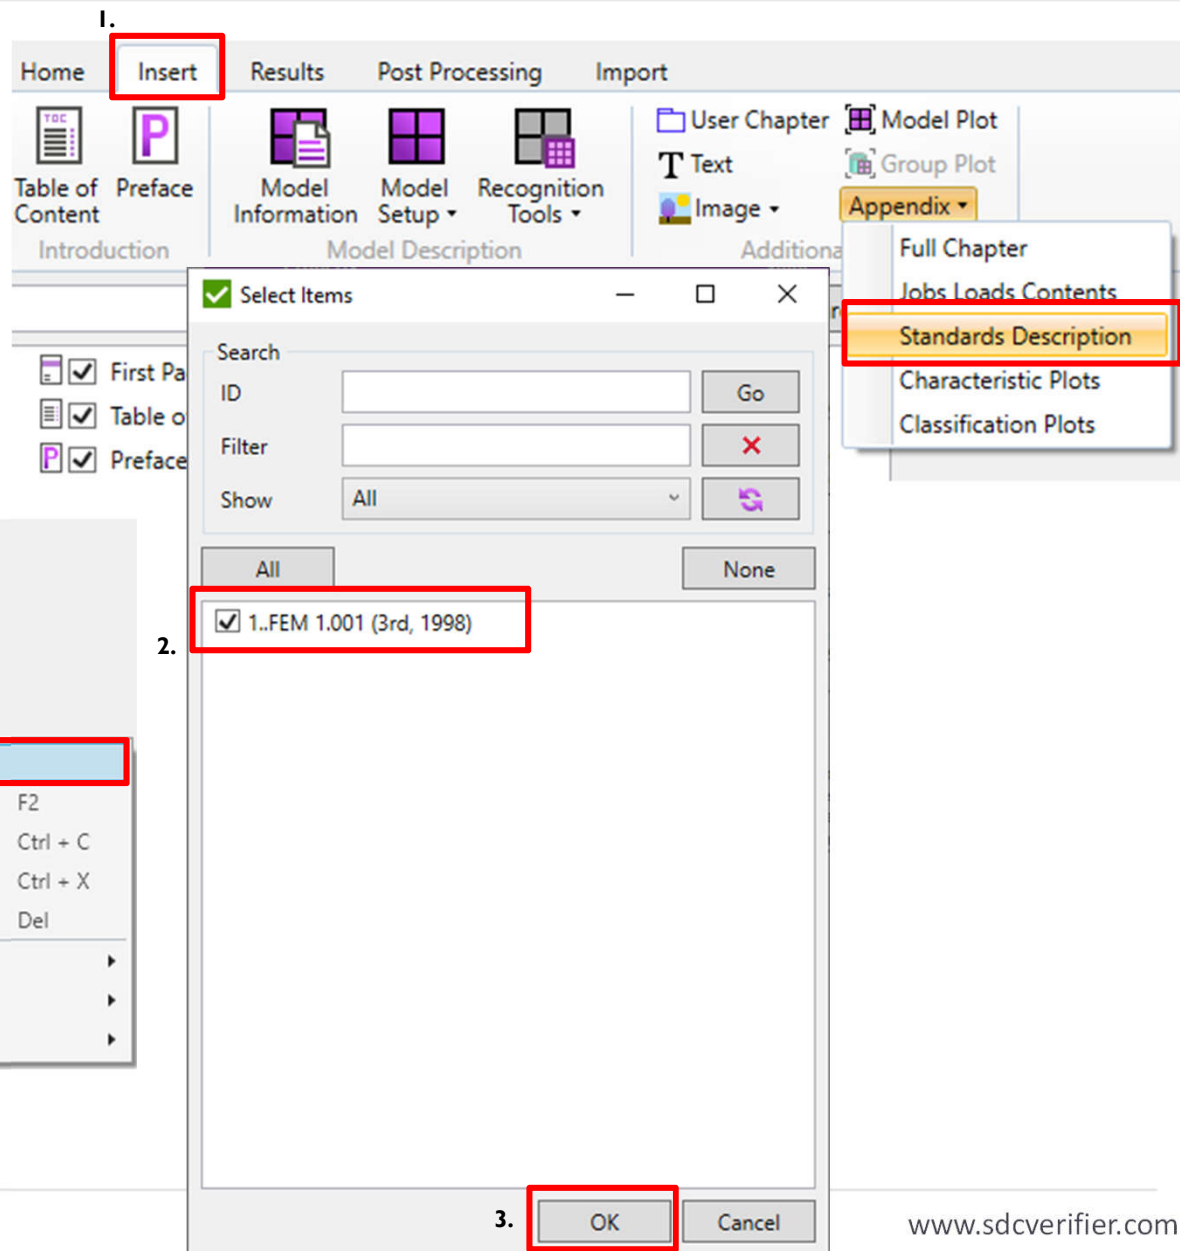 1.
Home Insert Results Post Processing Import
TOC
User Chapter Model Plot
Text Group Plot
Table of Content
Preface
Model Information
Model Setup
Recognition Tools
Image Appendix
Introduction Model Description Additiona
Full Chapter
Jobs Loads Contents
Standards Description
Characteristic Plots
Classification Plots
Select Items
First Pa
Table o
Preface
Search
ID Go
Filter
Show All
All None
2.
1..FEM 1.001 (3rd, 1998)
F2
Ctrl + C
Ctrl + X
Del
3.
OK Cancel
www.sdcverifier.com